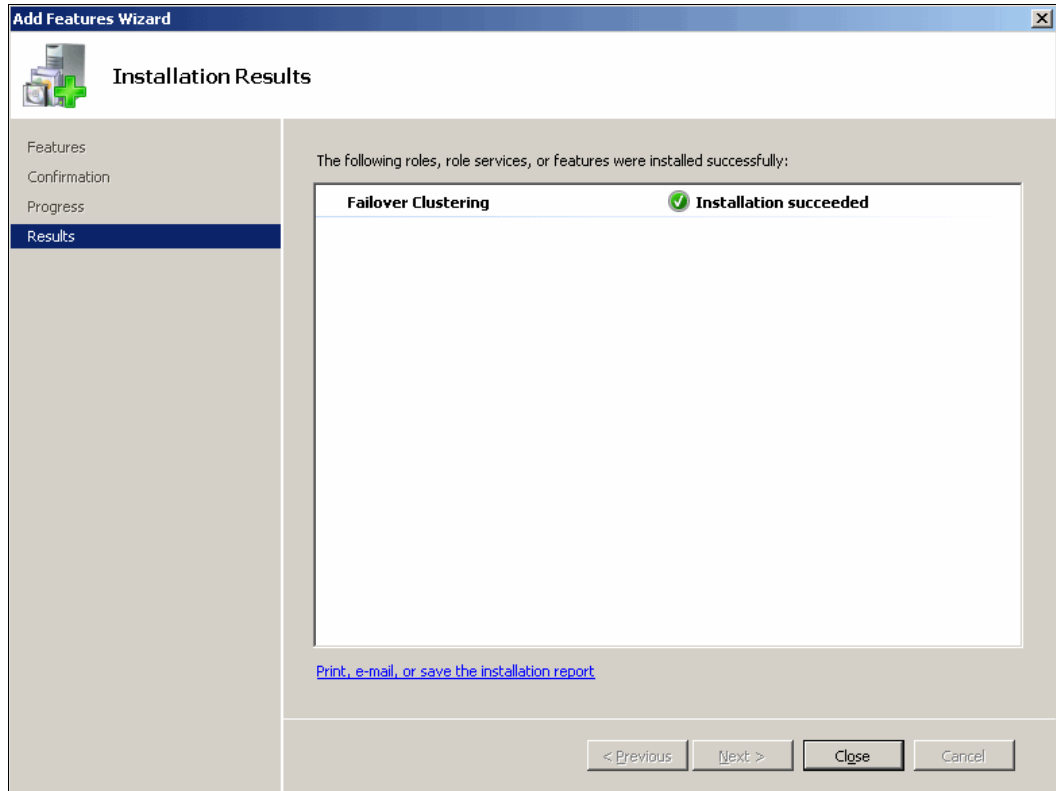 Add Features Wizard
Installation Results
Features
Confirmation
Progress
Results
The following roles, role services, or features were installed successfully:
Failover Clustering
Installation succeeded
Print, e-mail, or save the installation report
< Previous
Next >
Close
Cancel